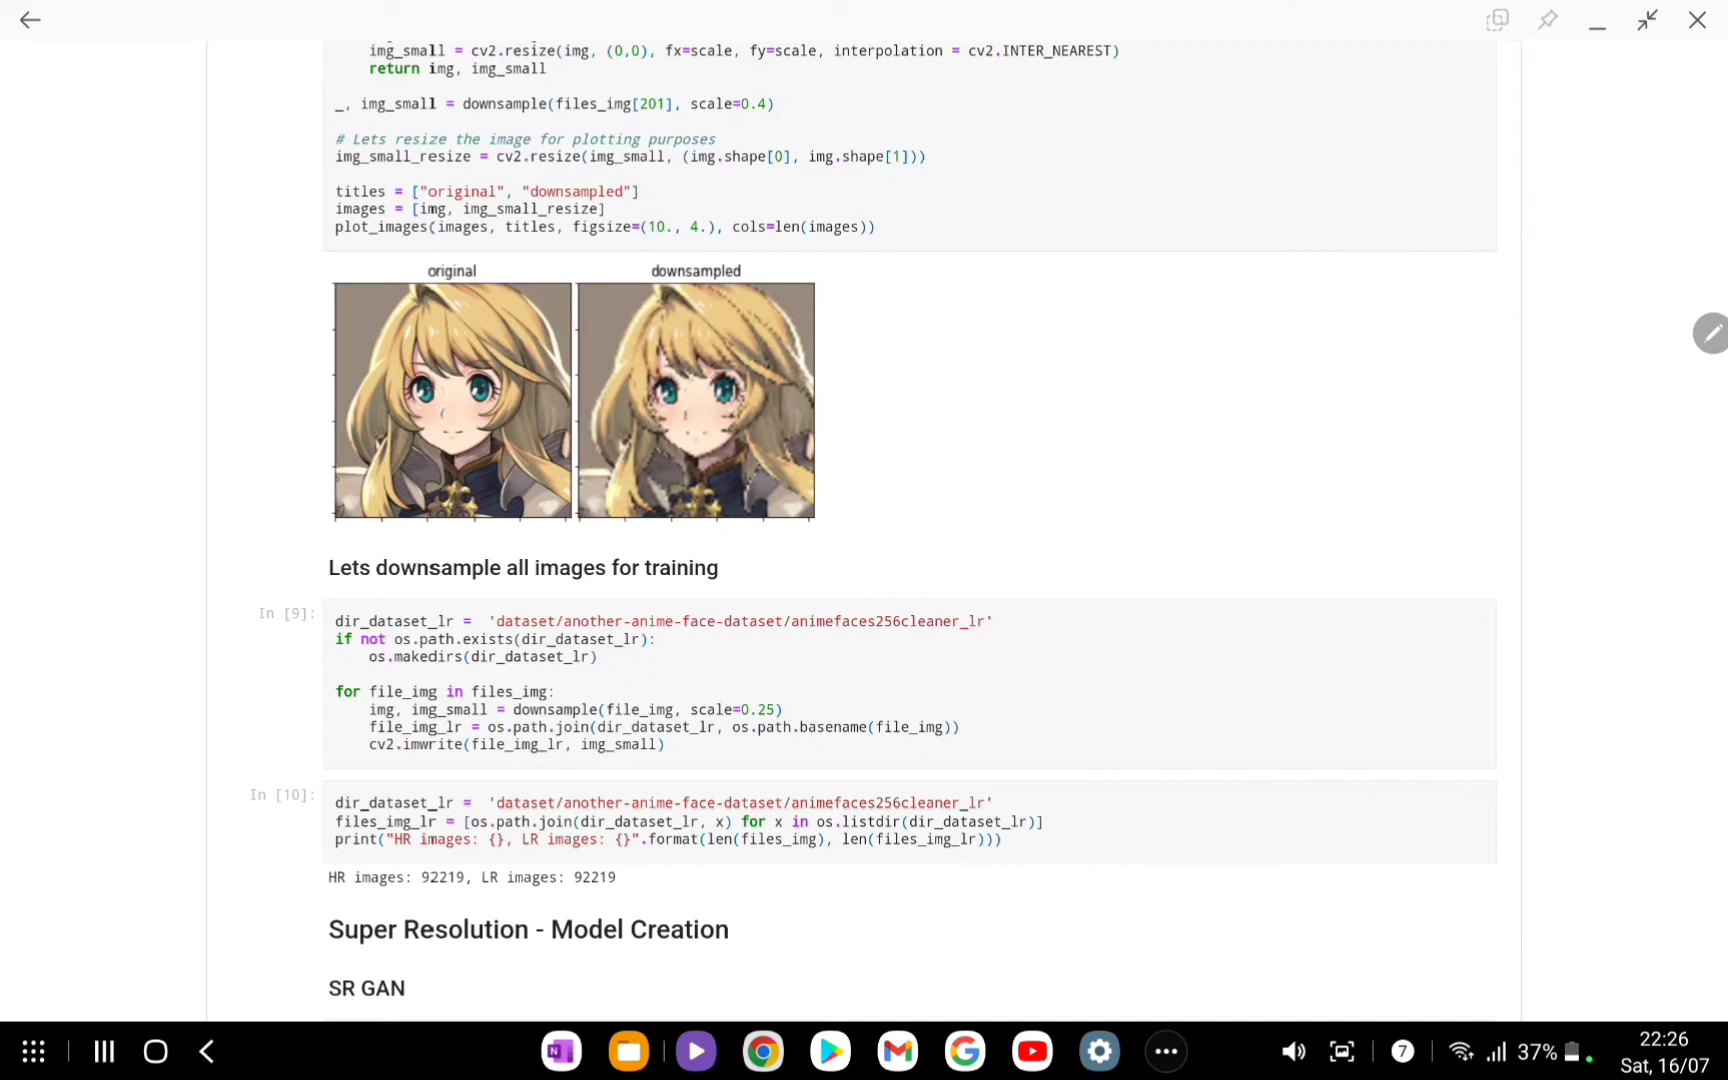 img_small = cv2.resize(img, (0,0), fx=scale, fy=scale, interpolation = cv2.INTER_NEAREST)
return img, img_small
_, img_small = downsample(files_img[201], scale=0.4)
# Lets resize the image for plotting purposes
img_small_resize = cv2.resize(img_small, (img.shape[0], img.shape[1]))
titles = ["original", "downsampled"]
images = [img, img_small_resize]
plot_images(images, titles, figsize=(10., 4.), cols=len(images))
original
downsampled
Lets downsample all images for training
In [9]:
dir_dataset_lr = 'dataset/another-anime-face-dataset/animefaces256cleaner_lr'
if not os.path.exists(dir_dataset_lr):
os.makedirs(dir_dataset_lr)
for file_img in files_img:
img, img_small = downsample(file_img, scale=0.25)
file_img_lr = os.path.join(dir_dataset_lr, os.path.basename(file_img))
cv2.imwrite(file_img_lr, img_small)
In [10]:
dir_dataset_lr = 'dataset/another-anime-face-dataset/animefaces256cleaner_lr'
files_img_lr = [os.path.join(dir_dataset_lr, x) for x in os.listdir(dir_dataset_lr)]
print("HR images: {}, LR images: {}".format(len(files_img), len(files_img_lr)))
HR images: 92219, LR images: 92219
Super Resolution - Model Creation
SR GAN
N
G
7
37%
22:26
Sat, 16/07